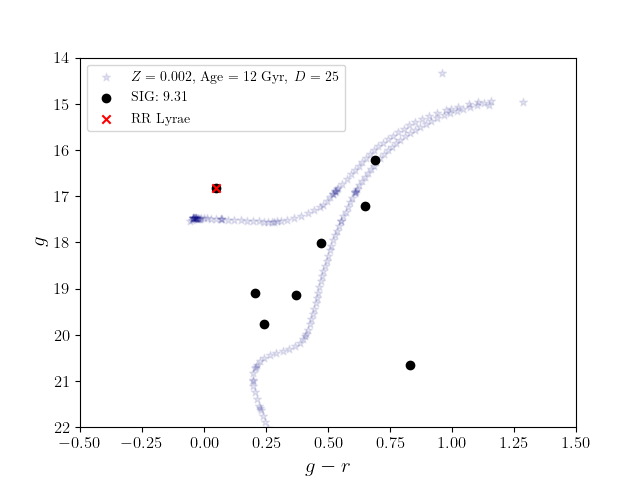 Z = 0.002, Age = 12 Gyr, D = 25
SIG: 9.31
RR Lyrae
14
15
16
17
18
19
20
21
22
g
−0.50 −0.25 0.00 0.25 0.50 0.75 1.00 1.25 1.50
g − r